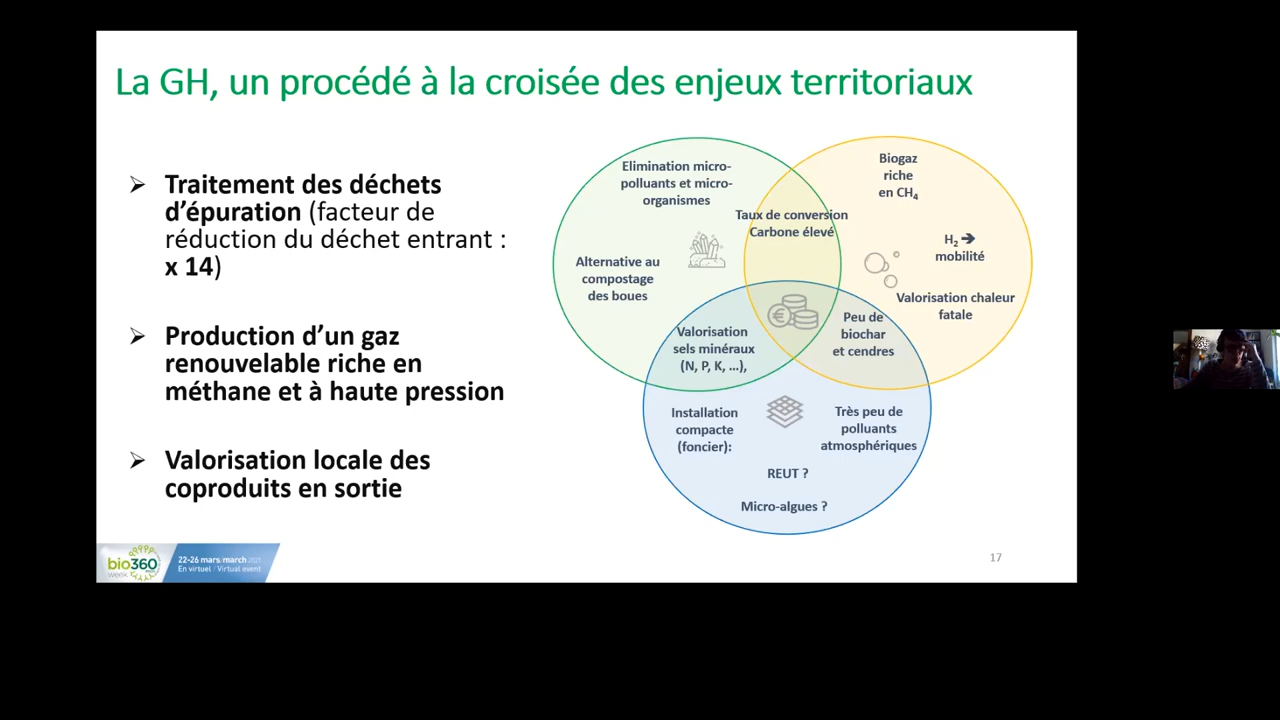 La GH, un procédé à la croisée des enjeux territoriaux
Traitement des déchets
d’épuration (facteur de
réduction du déchet entrant :
x 14)
Production d’un gaz
renouvelable riche en
méthane et à haute pression
Valorisation locale des
coproduits en sortie
Elimination micro-
polluants et micro-
organismes
Alternative au
compostage
des boues
Taux de conversion
Carbone élevé
Biogaz
riche
en CH₄
H₂ ➔
mobilité
Valorisation chaleur
fatale
Valorisation
sels minéraux
(N, P, K, …),
Peu de
biochar
et cendres
Installation
compacte
(foncier):
Très peu de
polluants
atmosphériques
REUT ?
Micro-algues ?
bio360
week
22-26 mars/march 2021
En virtuel / Virtual event
17